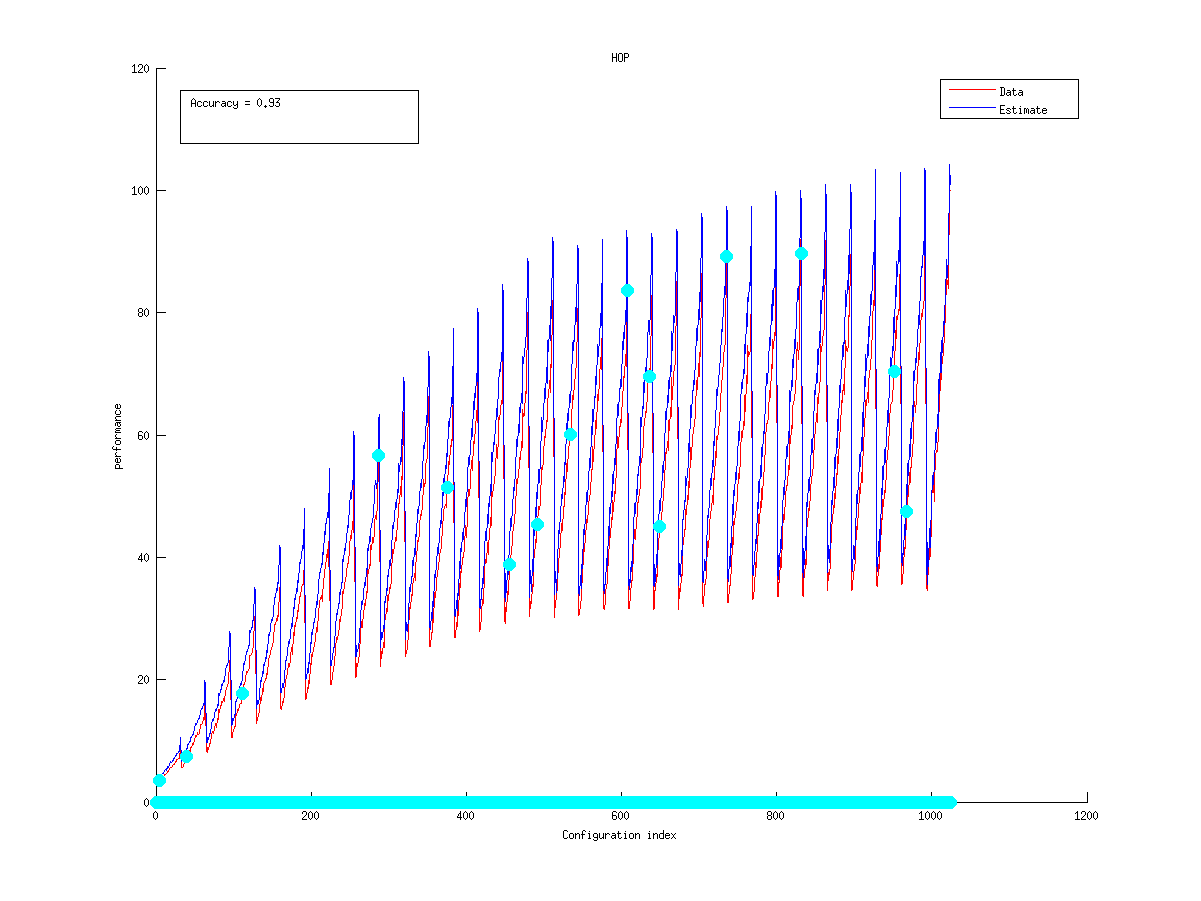 HOP
120
100
80
60
40
20
0
Accuracy = 0.93
Data
Estimate
performance
0 200 400 600 800 1000 1200
Configuration index